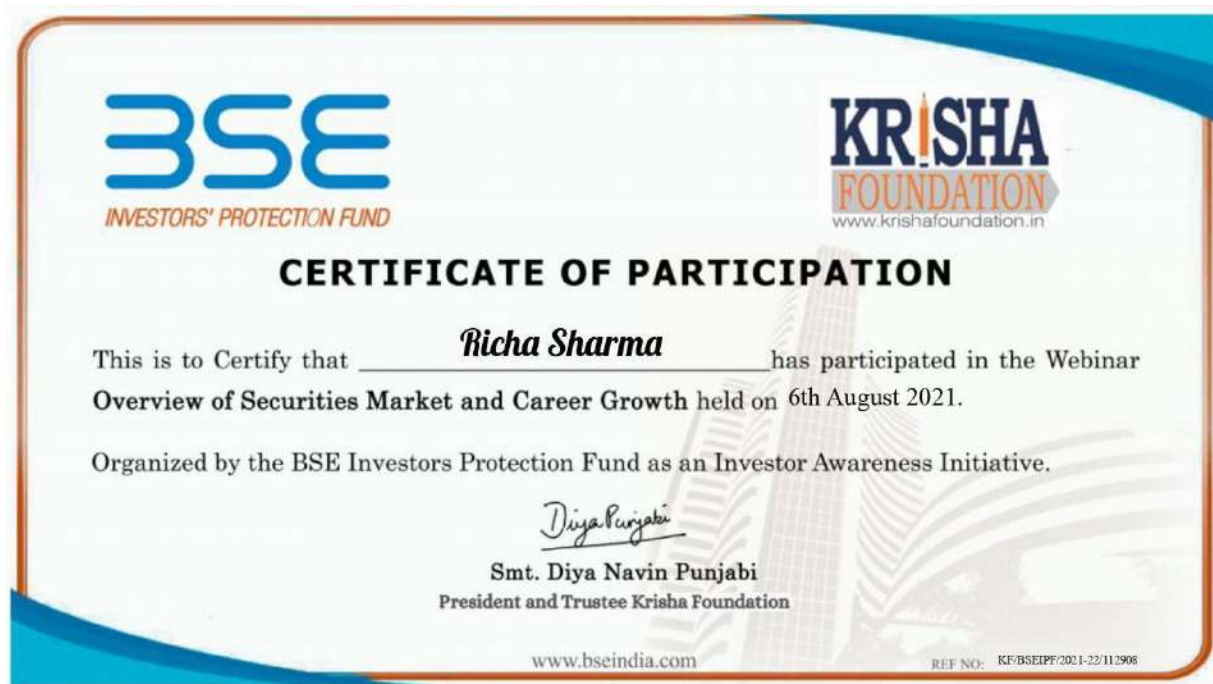 BSE
INVESTORS' PROTECTION FUND
KRISHA
FOUNDATION
www.krishafoundation.in
CERTIFICATE OF PARTICIPATION
This is to Certify that Richa Sharma has participated in the Webinar
Overview of Securities Market and Career Growth held on 6th August 2021.
Organized by the BSE Investors Protection Fund as an Investor Awareness Initiative.
Diya Punjabi
Smt. Diya Navin Punjabi
President and Trustee Krisha Foundation
www.bseindia.com
REF NO: KF/BSEIPF/2021-22/112908